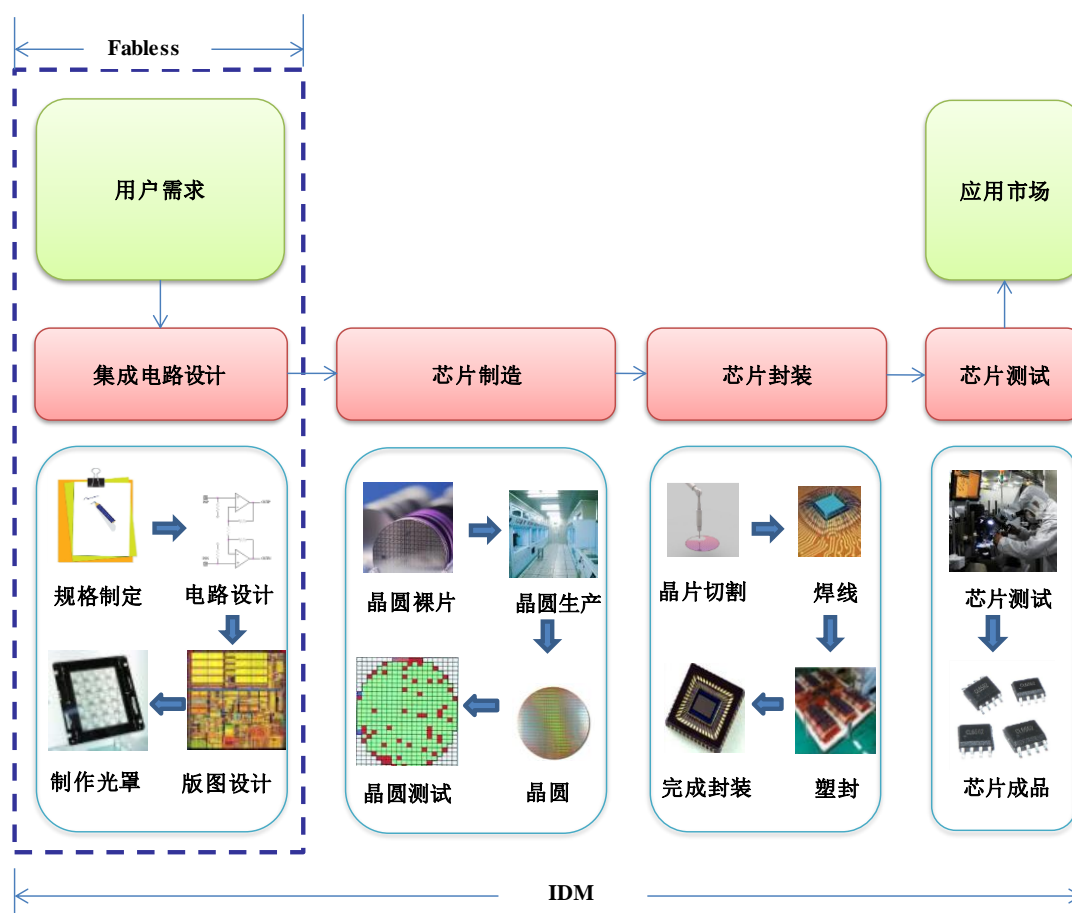 Fabless
用户需求
应用市场
集成电路设计
芯片制造
芯片封装
芯片测试
规格制定
电路设计
晶圆裸片
晶圆生产
晶片切割
焊线
芯片测试
制作光罩
版图设计
晶圆测试
晶圆
完成封装
塑封
芯片成品
IDM